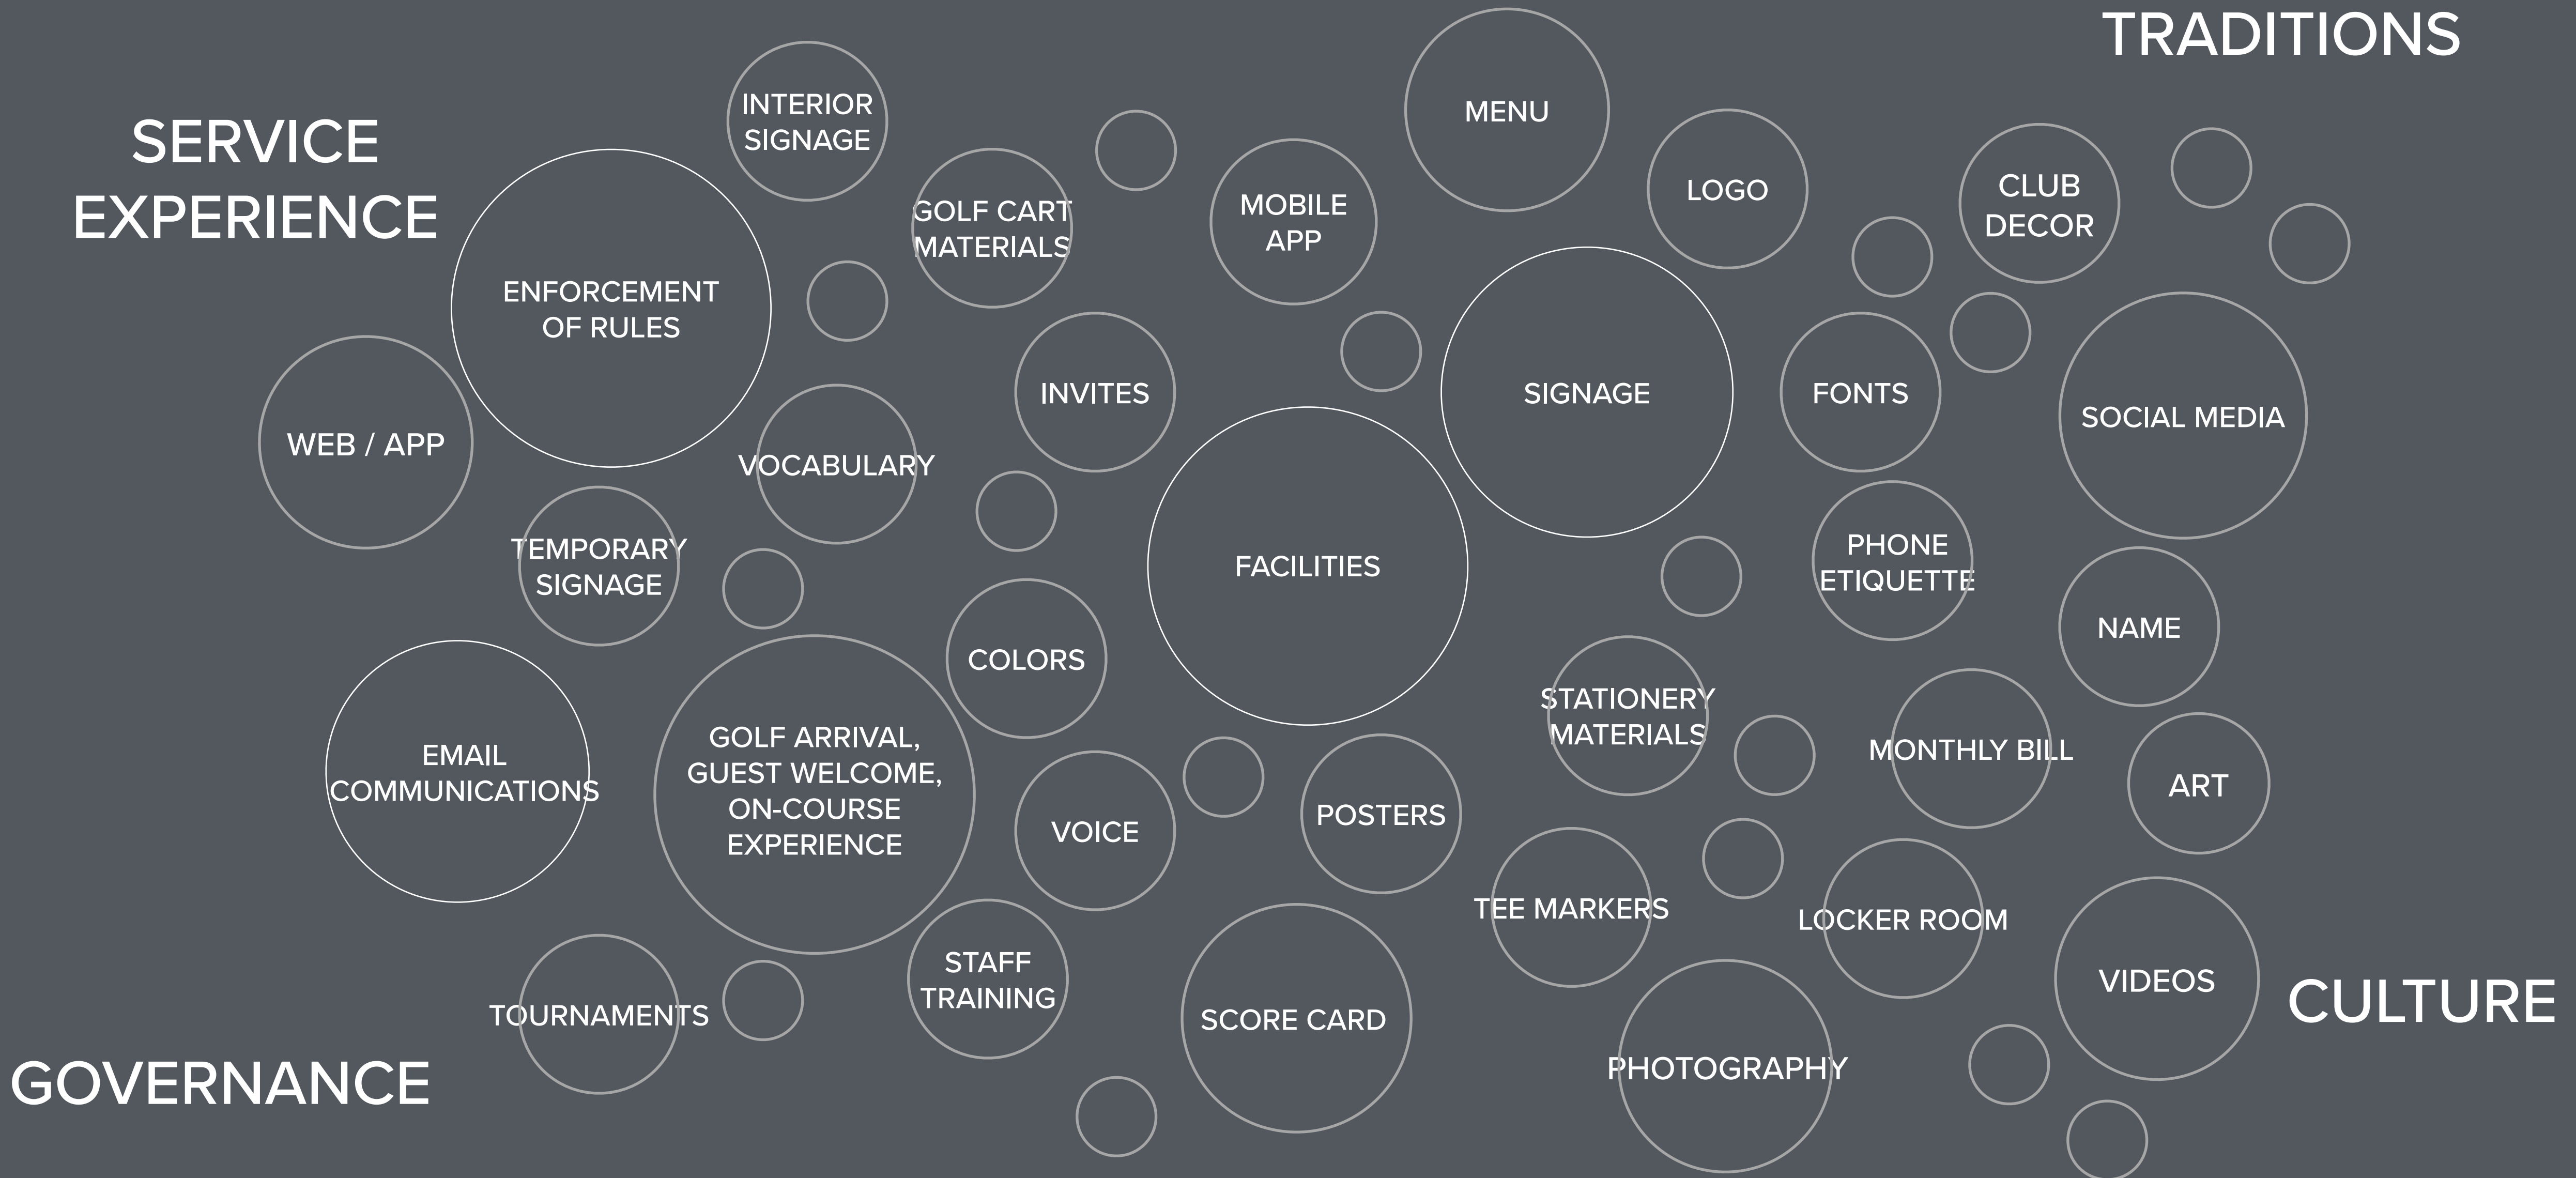 TRADITIONS
SERVICE
EXPERIENCE
INTERIOR
SIGNAGE
MENU
GOLF CART
MATERIALS
MOBILE
APP
LOGO
CLUB
DECOR
ENFORCEMENT
OF RULES
WEB / APP
VOCABULARY
INVITES
SIGNAGE
FONTS
SOCIAL MEDIA
TEMPORARY
SIGNAGE
FACILITIES
PHONE
ETIQUETTE
NAME
COLORS
STATIONERY
MATERIALS
MONTHLY BILL
ART
EMAIL
COMMUNICATIONS
GOLF ARRIVAL,
GUEST WELCOME,
ON-COURSE
EXPERIENCE
VOICE
POSTERS
TEE MARKERS
LOCKER ROOM
VIDEOS
CULTURE
STAFF
TRAINING
TOURNAMENTS
SCORE CARD
PHOTOGRAPHY
GOVERNANCE